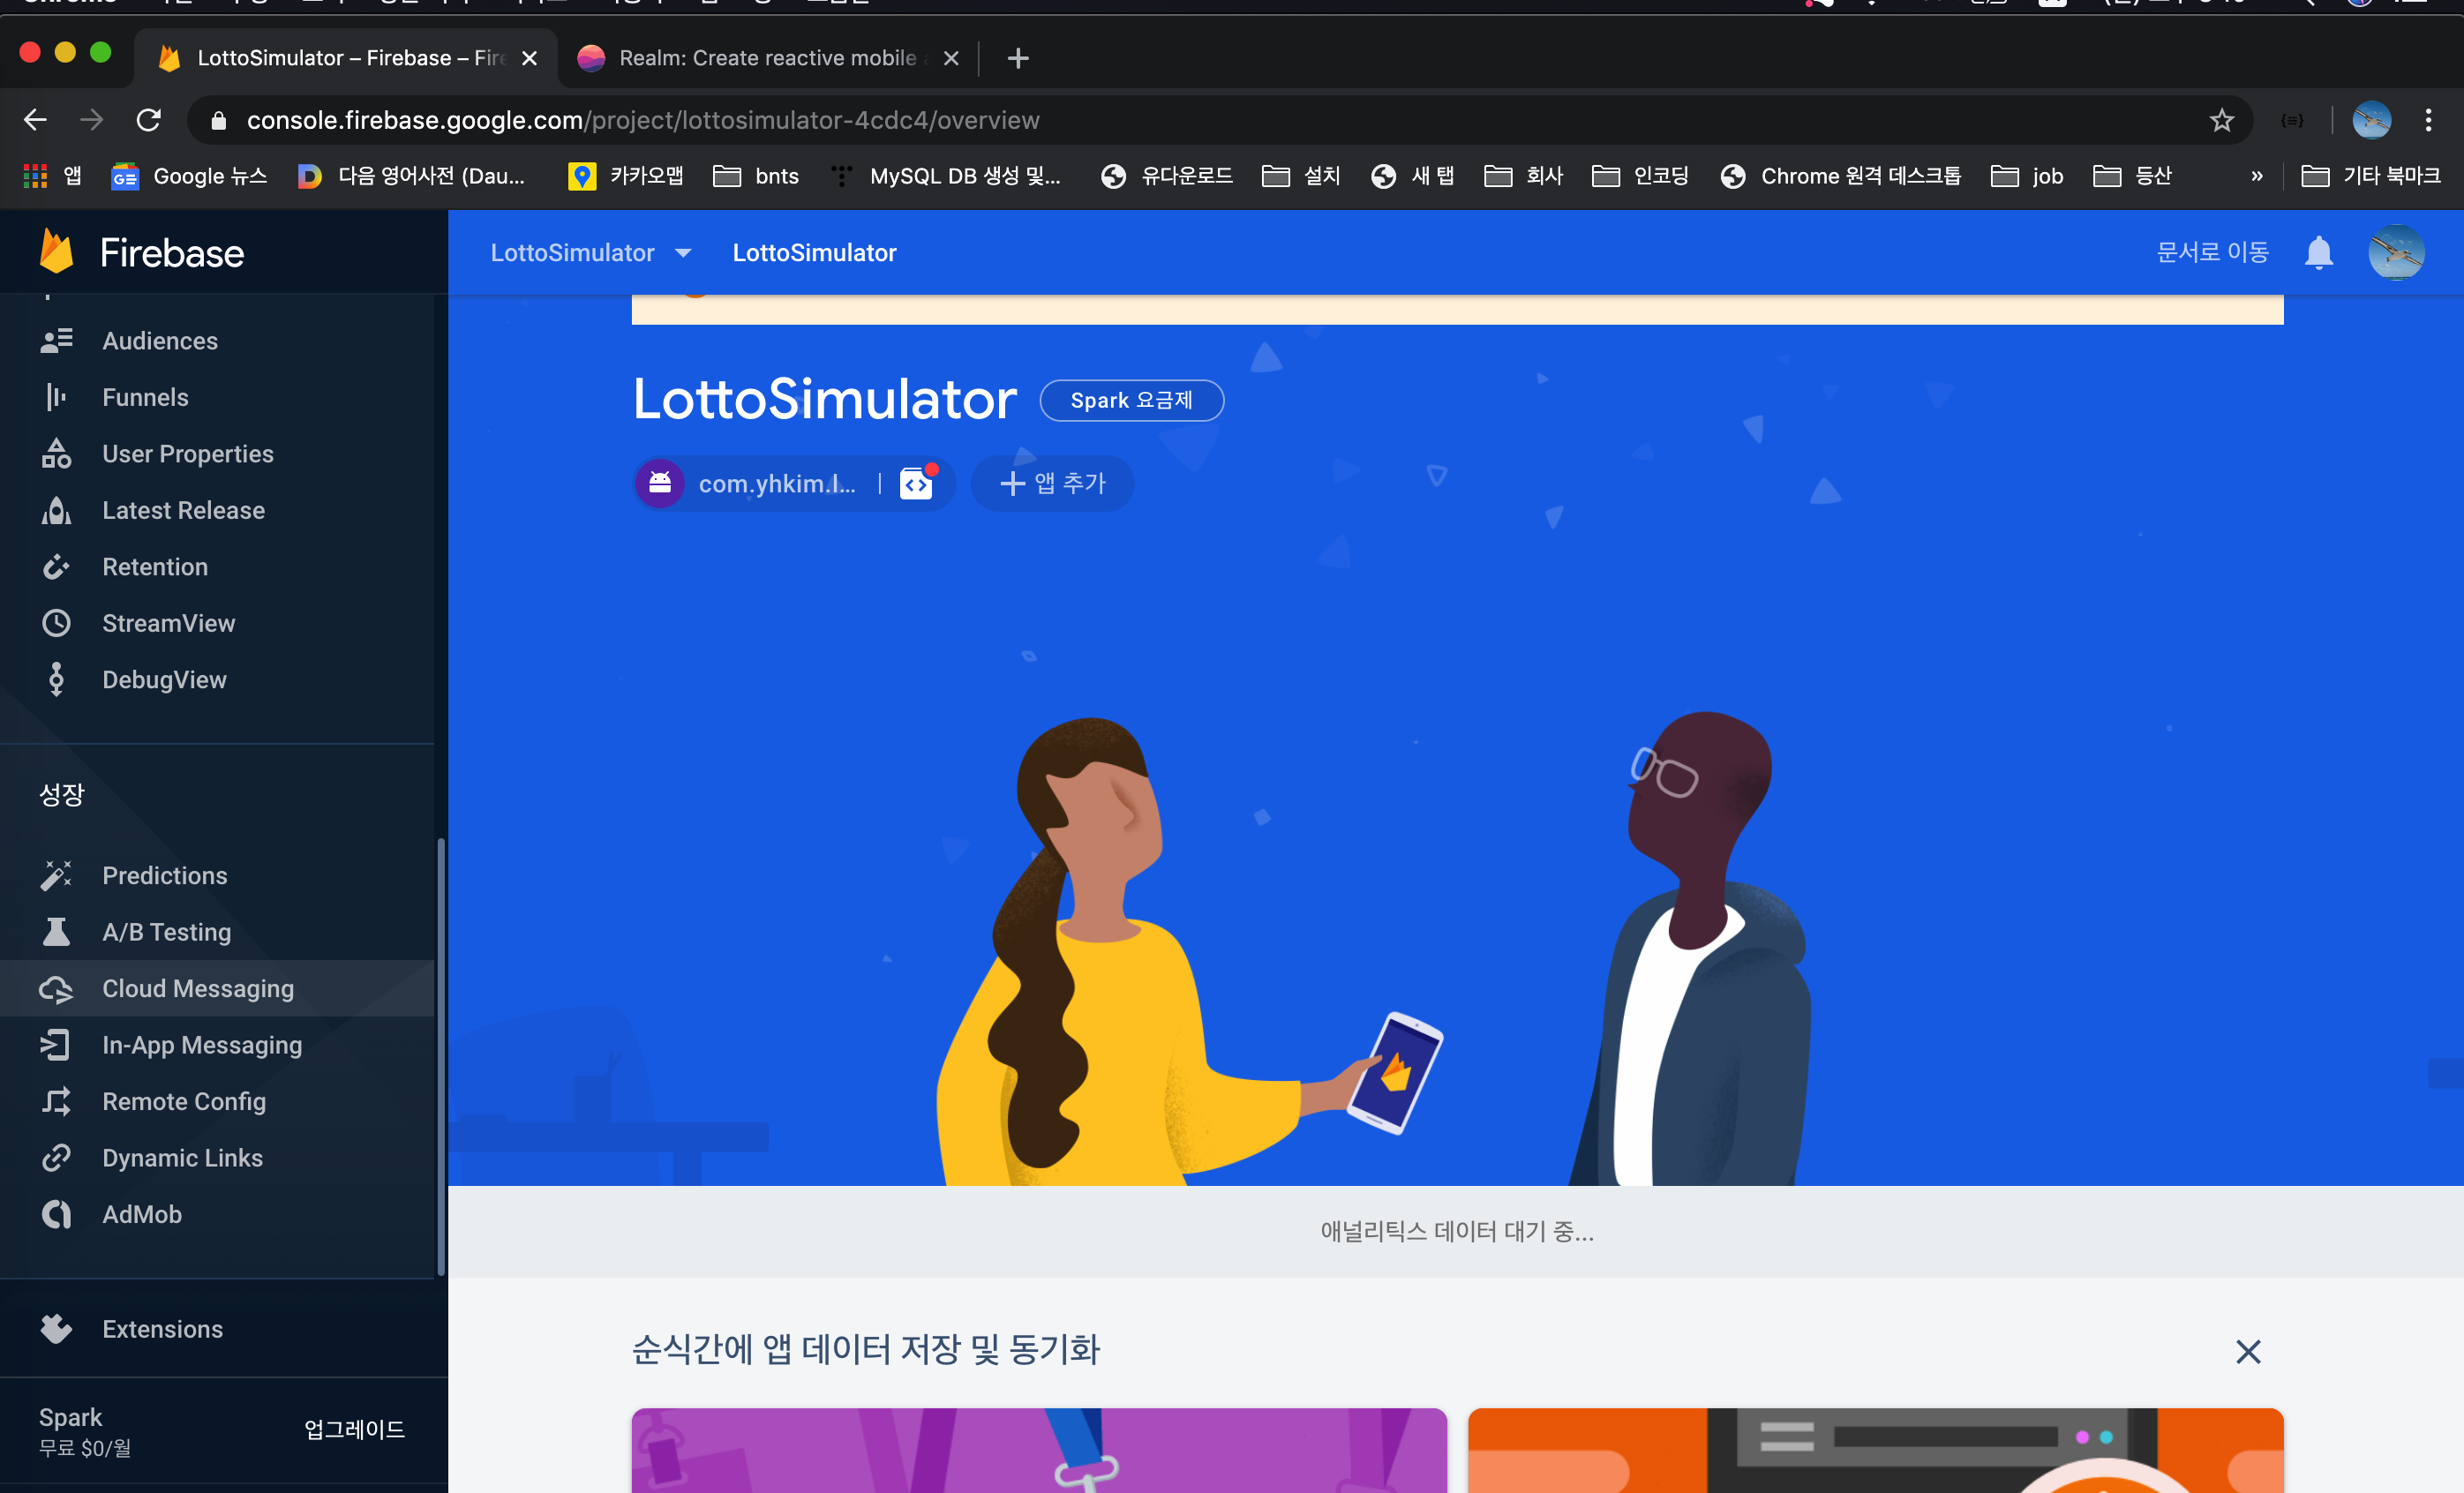 LottoSimulator – Firebase – Fire
Realm: Create reactive mobile a
console.firebase.google.com/project/lottosimulator-4cdc4/overview
앱
Google 뉴스
다음 영어사전 (Dau...
카카오맵
bnts
MySQL DB 생성 및...
유다운로드
설치
새 탭
회사
인코딩
Chrome 원격 데스크톱
job
등산
»
기타 북마크
Firebase
LottoSimulator
LottoSimulator
문서로 이동
Audiences
Funnels
User Properties
Latest Release
Retention
StreamView
DebugView
성장
Predictions
A/B Testing
Cloud Messaging
In-App Messaging
Remote Config
Dynamic Links
AdMob
Extensions
Spark
무료 $0/월
업그레이드
LottoSimulator
Spark 요금제
com.yhkim.l...
앱 추가
애널리틱스 데이터 대기 중...
순식간에 앱 데이터 저장 및 동기화